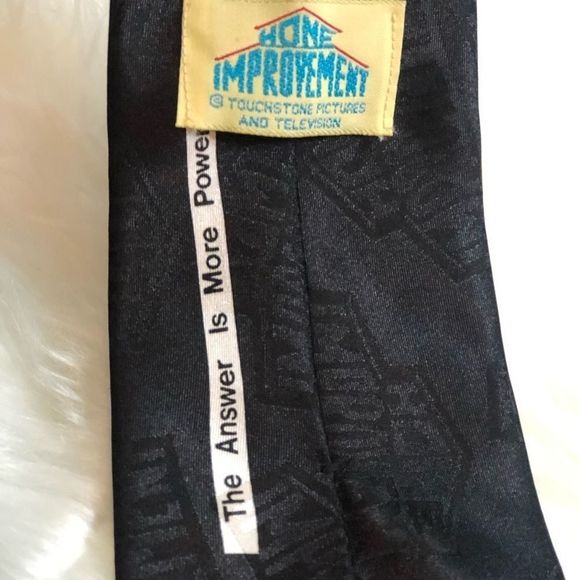 HOME
IMPROVEMENT
© TOUCHSTONE PICTURES
AND TELEVISION
The Answer Is More Power